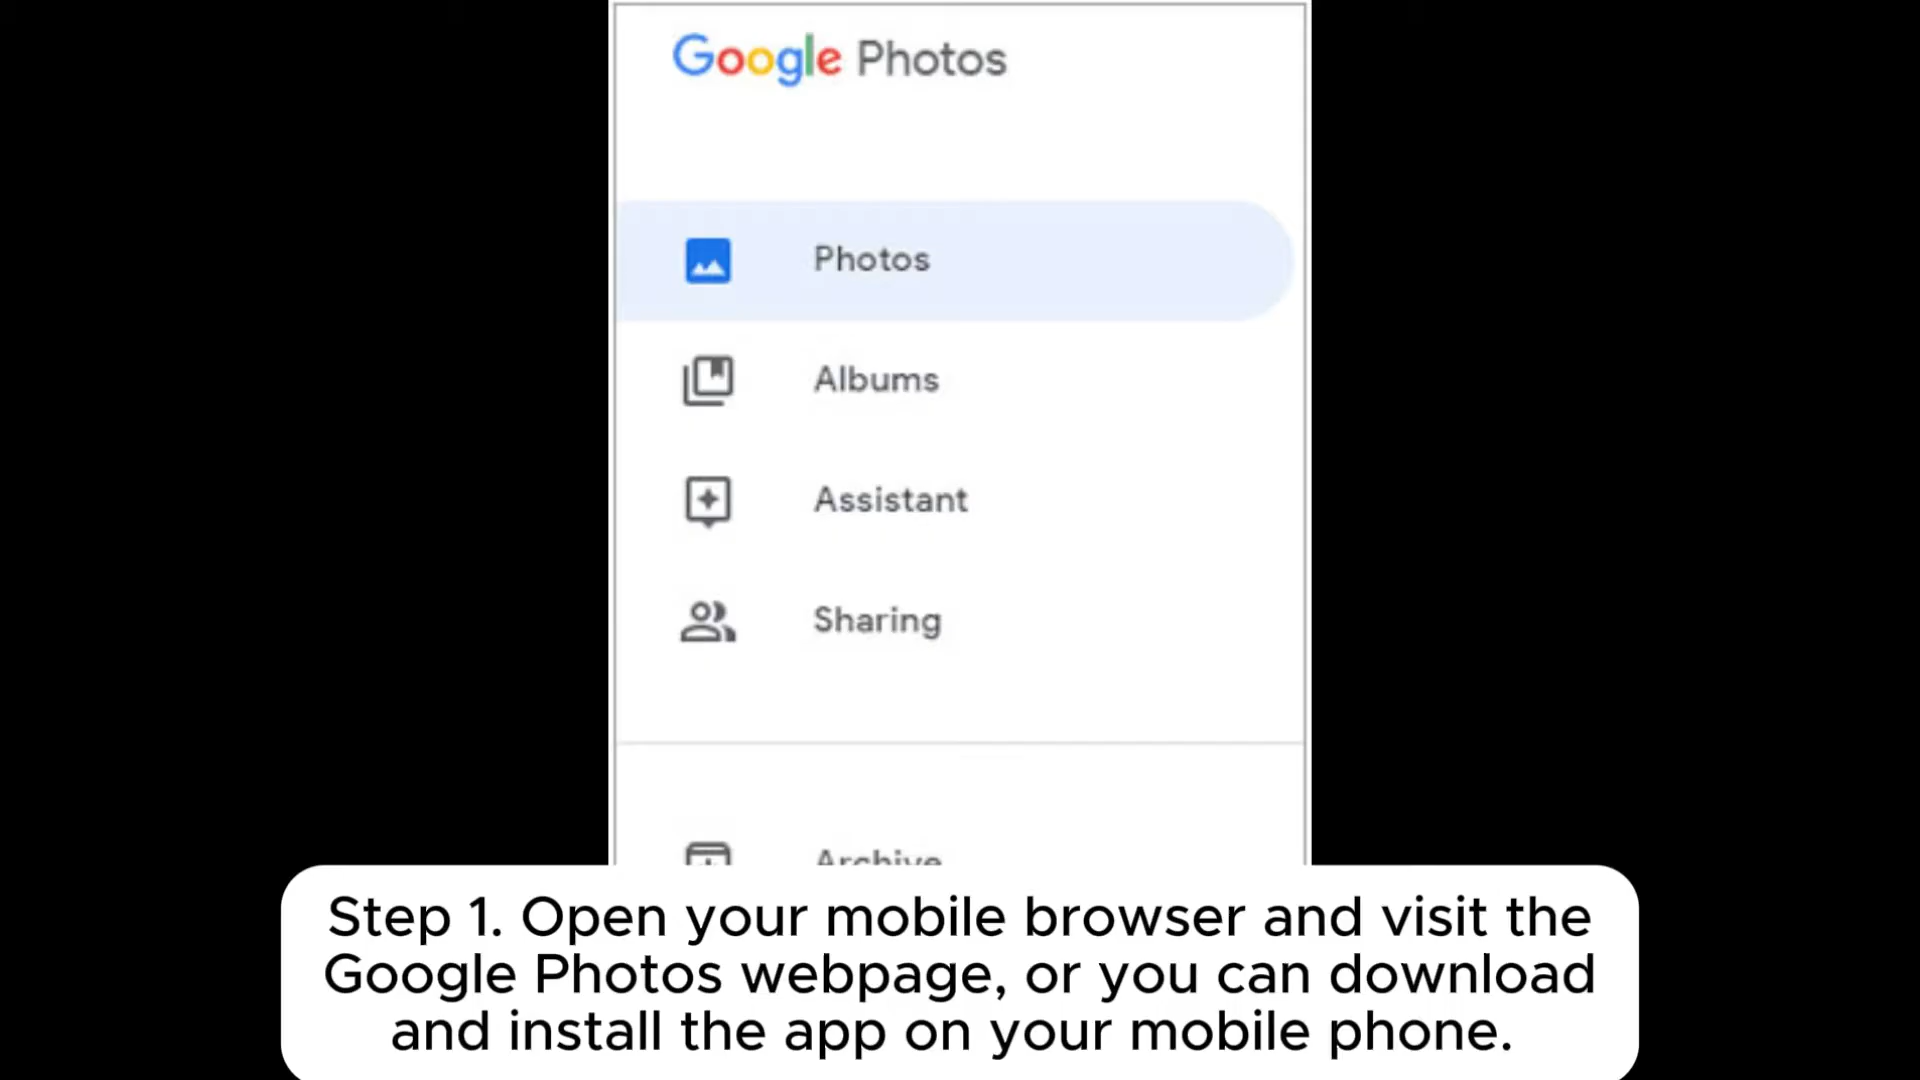 Google Photos
Photos
Albums
Assistant
Sharing
Archive
Step 1. Open your mobile browser and visit the
Google Photos webpage, or you can download
and install the app on your mobile phone.